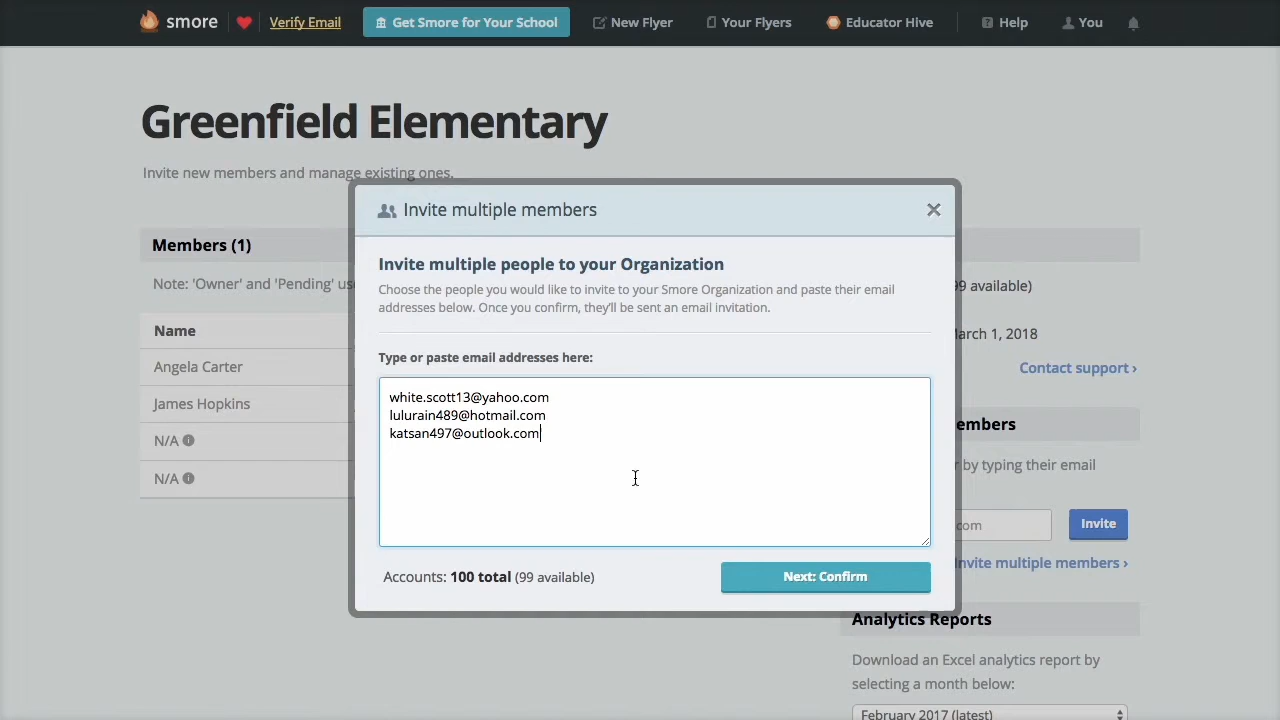 smore
Verify Email
Get Smore for Your School
New Flyer
Your Flyers
Educator Hive
Help
You
Greenfield Elementary
Invite new members and manage existing ones.
Members (1)
Note: 'Owner' and 'Pending'
Name
Angela Carter
James Hopkins
N/A
N/A
Invite multiple members
Invite multiple people to your Organization
Choose the people you would like to invite to your Smore Organization and paste their email
addresses below. Once you confirm, they'll be sent an email invitation.
Type or paste email addresses here:
white.scott13@yahoo.com
lulurain489@hotmail.com
katsan497@outlook.com
Accounts: 100 total (99 available)
Next: Confirm
99 available)
March 1, 2018
Contact support ›
by typing their email
.com
Invite
Invite multiple members ›
Analytics Reports
Download an Excel analytics report by
selecting a month below:
February 2017 (latest)